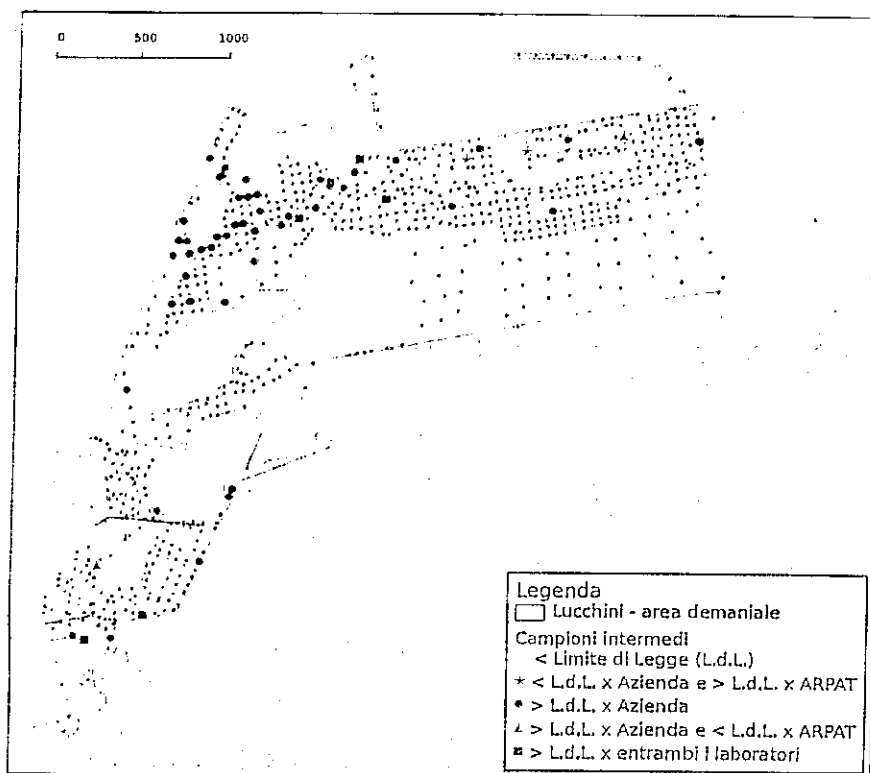 0 500 1000
Legenda
Lucchini - area demaniale
Campioni intermedi
< Limite di Legge (L.d.L.)
< L.d.L. x Azienda e > L.d.L. x ARPAT
> L.d.L. x Azienda
> L.d.L. x Azienda e < L.d.L. x ARPAT
> L.d.L. x entrambi i laboratori